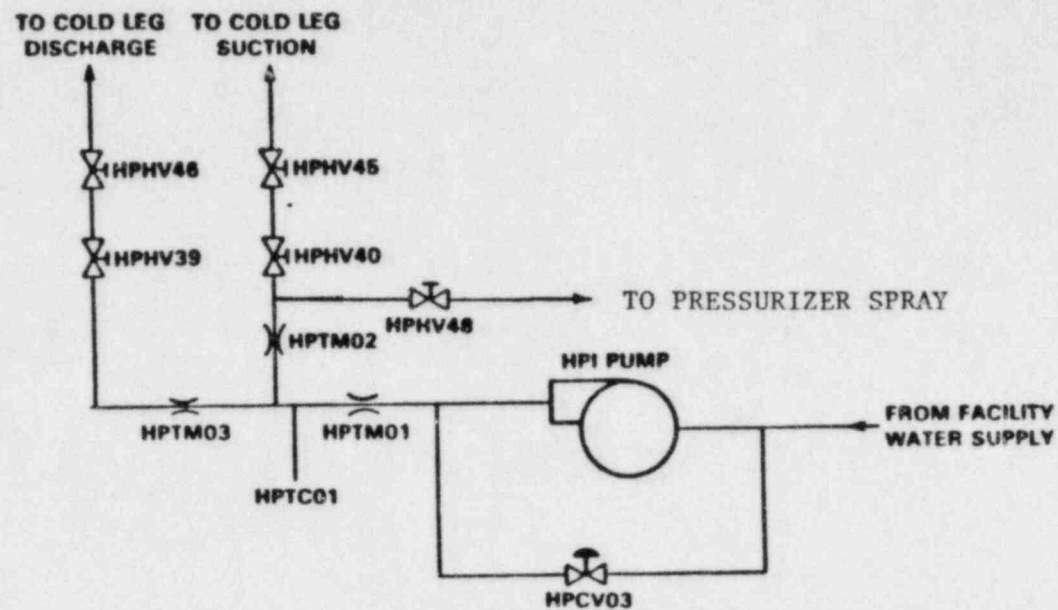 TO COLD LEG
DISCHARGE
TO COLD LEG
SUCTION
HPHV46
HPHV45
HPHV39
HPHV40
TO PRESSURIZER SPRAY
HPHV48
HPTM02
HPI PUMP
FROM FACILITY
WATER SUPPLY
HPTM03
HPTM01
HPTC01
HPCV03